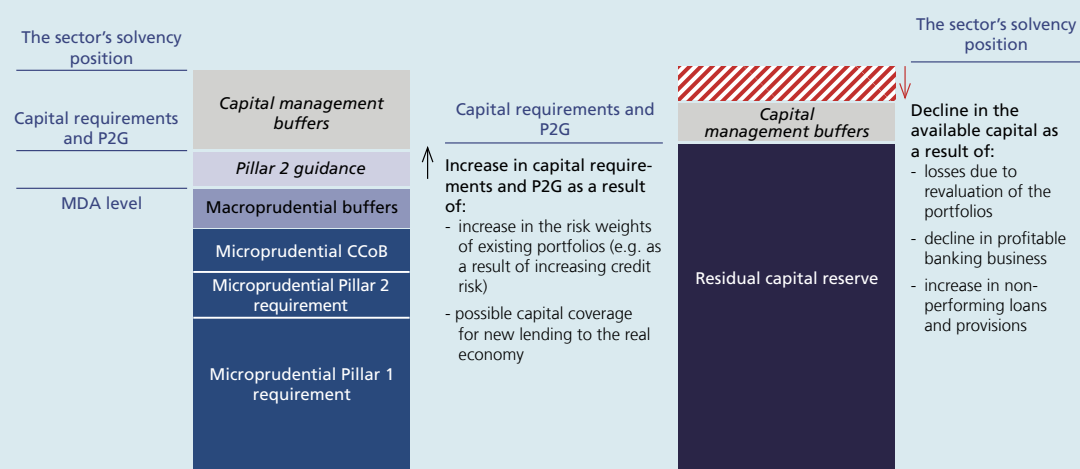 The sector's solvency
position
Capital requirements
and P2G
MDA level
Capital management
buffers
Pillar 2 guidance
Macroprudential buffers
Microprudential CCoB
Microprudential Pillar 2
requirement
Microprudential Pillar 1
requirement
Capital requirements and
P2G
Increase in capital require-
ments and P2G as a result
of:
- increase in the risk weights
of existing portfolios (e.g. as
a result of increasing credit
risk)
- possible capital coverage
for new lending to the real
economy
Capital
management buffers
Residual capital reserve
The sector's solvency
position
Decline in the
available capital as
a result of:
- losses due to
revaluation of the
portfolios
- decline in profitable
banking business
- increase in non-
performing loans
and provisions